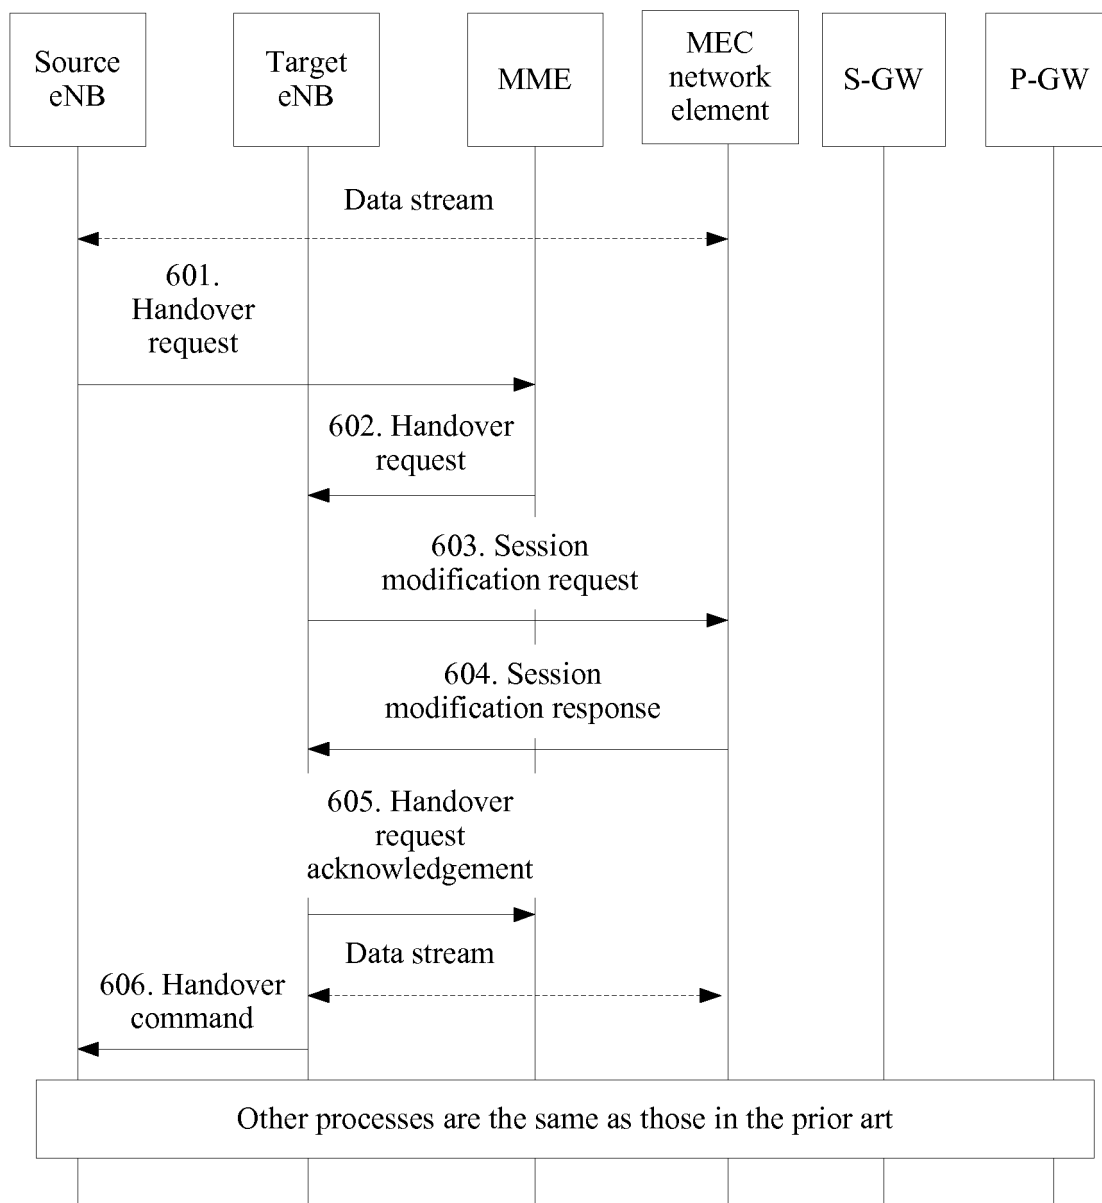 Source
eNB
Target
eNB
MME
MEC
network
element
S-GW
P-GW
Data stream
601.
Handover
request
602. Handover
request
603. Session
modification request
604. Session
modification response
605. Handover
request
acknowledgement
Data stream
606. Handover
command
Other processes are the same as those in the prior art